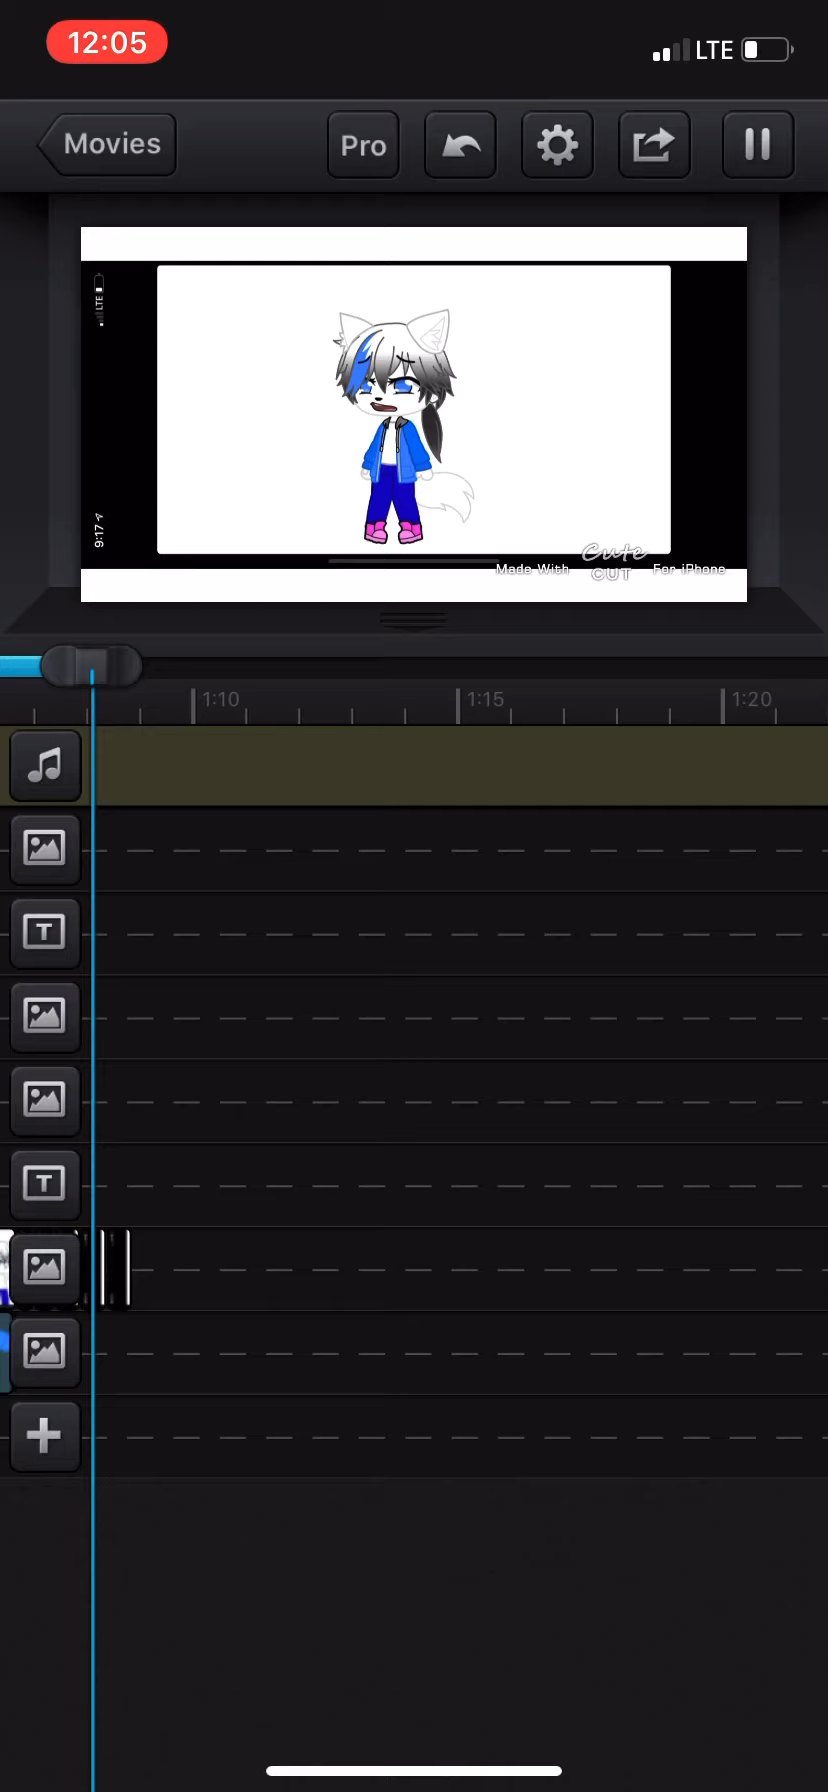 12:05
LTE
Movies
Pro
LTE
9:17
Made With Cute CUT For iPhone
1:10
1:15
1:20
T
T